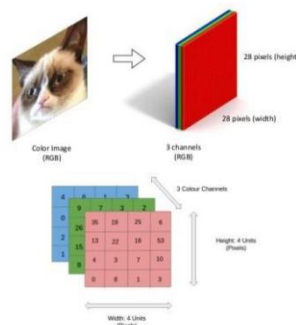 28 pixels (height
28 pixels (width)
Color Image
(RGB)
3 channels
(RGB)
3 Colour Channels
4
0
2
1
9 7 3 2
26
15
8
35 19 25 6
13 22 16 53
4 3 7 10
0 8 1 3
Height: 4 Units
(Pixels)
Width: 4 Units